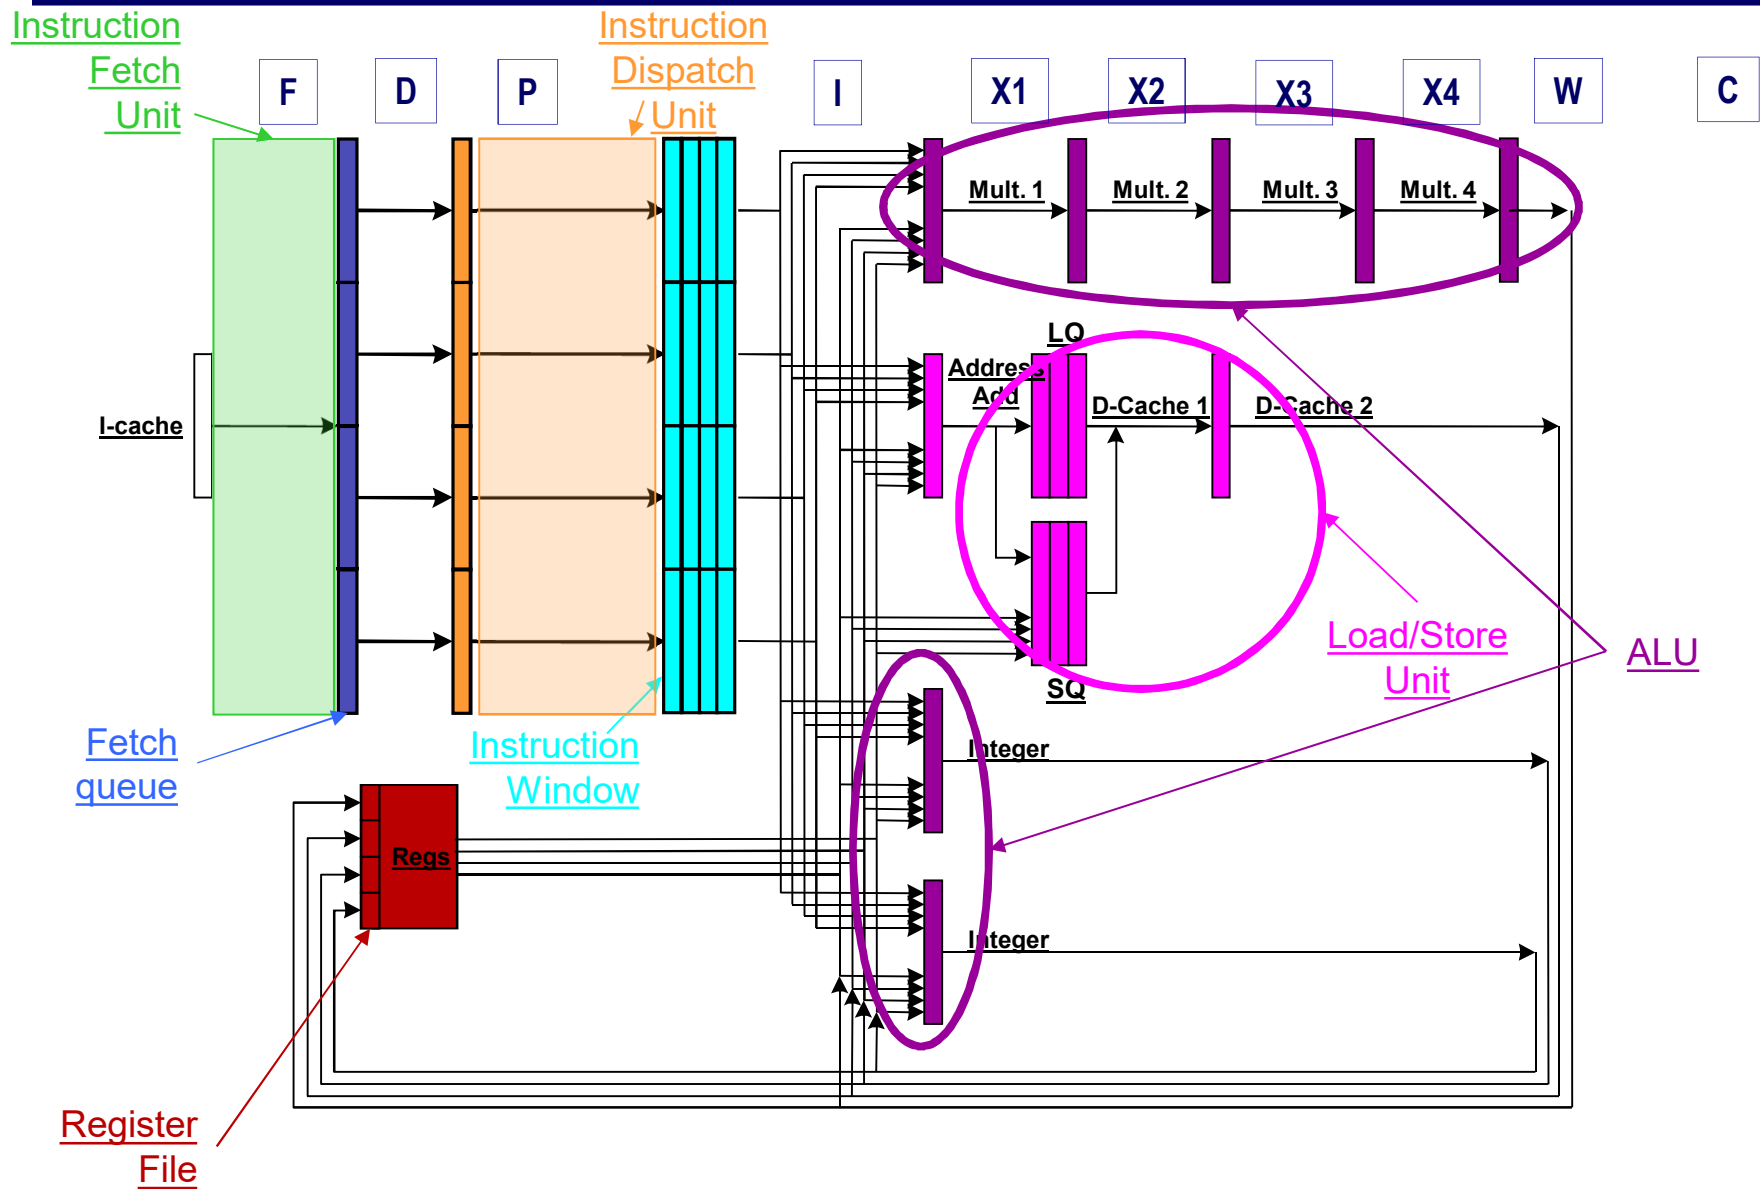 Instruction
Fetch
Unit
Instruction
Dispatch
Unit
F
D
P
I
X1
X2
X3
X4
W
C
Mult. 1
Mult. 2
Mult. 3
Mult. 4
LQ
Address
Add
D-Cache 1
D-Cache 2
I-cache
Load/Store
Unit
ALU
SQ
Fetch
queue
Instruction
Window
Integer
Regs
Integer
Register
File